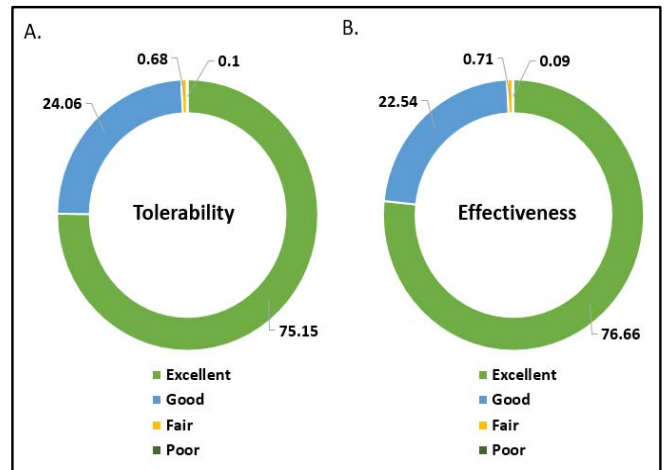 A.
0.68
0.1
24.06
Tolerability
75.15
Excellent
Good
Fair
Poor
B.
0.71
0.09
22.54
Effectiveness
76.66
Excellent
Good
Fair
Poor